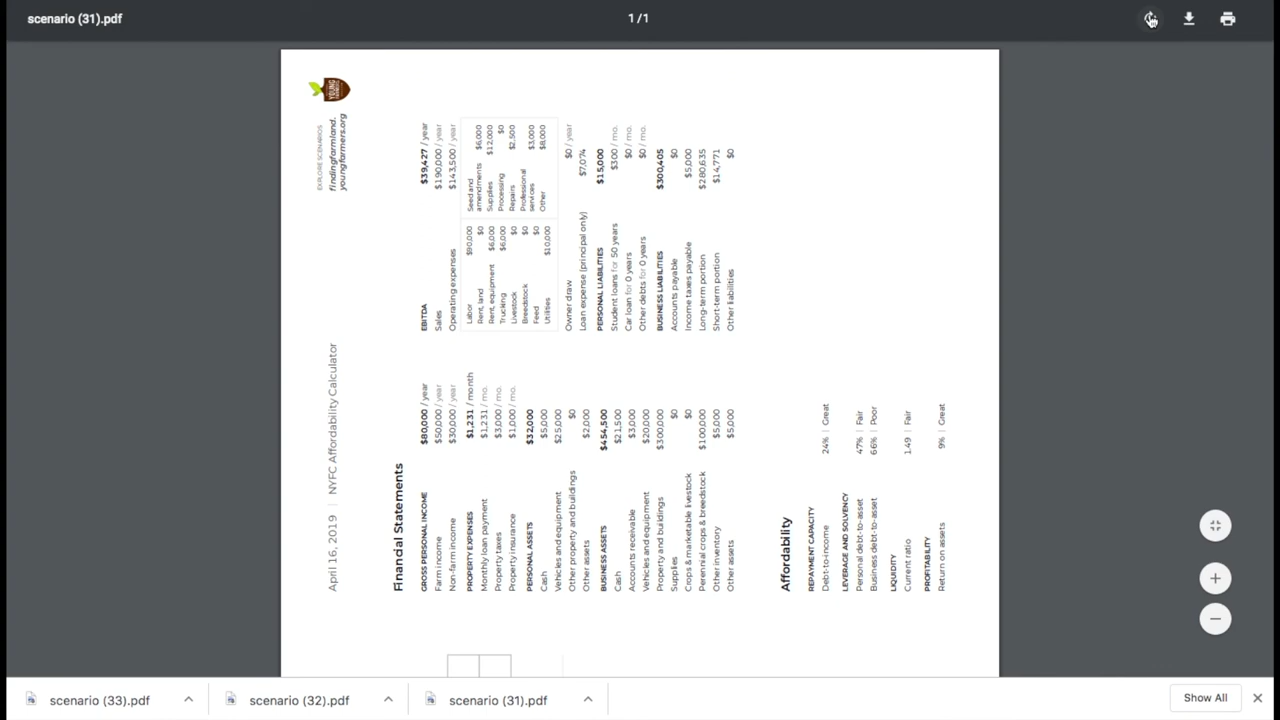 scenario (31).pdf
1 / 1
EXPLORE SCENARIOS
findingfarmland.
youngfarmers.org
YOUNG
April 16, 2019 | NYFC Affordability Calculator
Financial Statements
GROSS PERSONAL INCOME $80,000 / year
Farm income $50,000 / year
Non-farm income $30,000 / year
PROPERTY EXPENSES $1,231 / month
Monthly loan payment $1,231 / mo.
Property taxes $3,000 / mo.
Property insurance $1,000 / mo.
PERSONAL ASSETS $32,000
Cash $5,000
Vehicles and equipment $25,000
Other property and buildings $0
Other assets $2,000
BUSINESS ASSETS $454,500
Cash $21,500
Accounts receivable $3,000
Vehicles and equipment $20,000
Property and buildings $300,000
Supplies $0
Crops & marketable livestock $0
Perennial crops & breedstock $100,000
Other inventory $5,000
Other assets $5,000
EBITDA $39,427 / year
Sales $190,000 / year
Operating expenses $143,500 / year
Labor $90,000
Rent, land $0
Rent, equipment $6,000
Trucking $6,000
Livestock $0
Breedstock $0
Feed $0
Utilities $10,000
Seed and
amendments $6,000
Supplies $12,000
Processing $0
Repairs $2,500
Professional
services $3,000
Other $8,000
Owner draw $0 / year
Loan expense (principal only) $7,074
PERSONAL LIABILITIES $15,000
Student loans for 50 years $300 / mo.
Car loan for 0 years $0 / mo.
Other debts for 0 years $0 / mo.
BUSINESS LIABILITIES $300,405
Accounts payable $0
Income taxes payable $5,000
Long-term portion $280,635
Short-term portion $14,771
Other liabilities $0
Affordability
REPAYMENT CAPACITY
Debt-to-income 24% | Great
LEVERAGE AND SOLVENCY
Personal debt-to-asset 47% | Fair
Business debt-to-asset 66% | Poor
LIQUIDITY
Current ratio 1.49 | Fair
PROFITABILITY
Return on assets 9% | Great
scenario (33).pdf
scenario (32).pdf
scenario (31).pdf
Show All